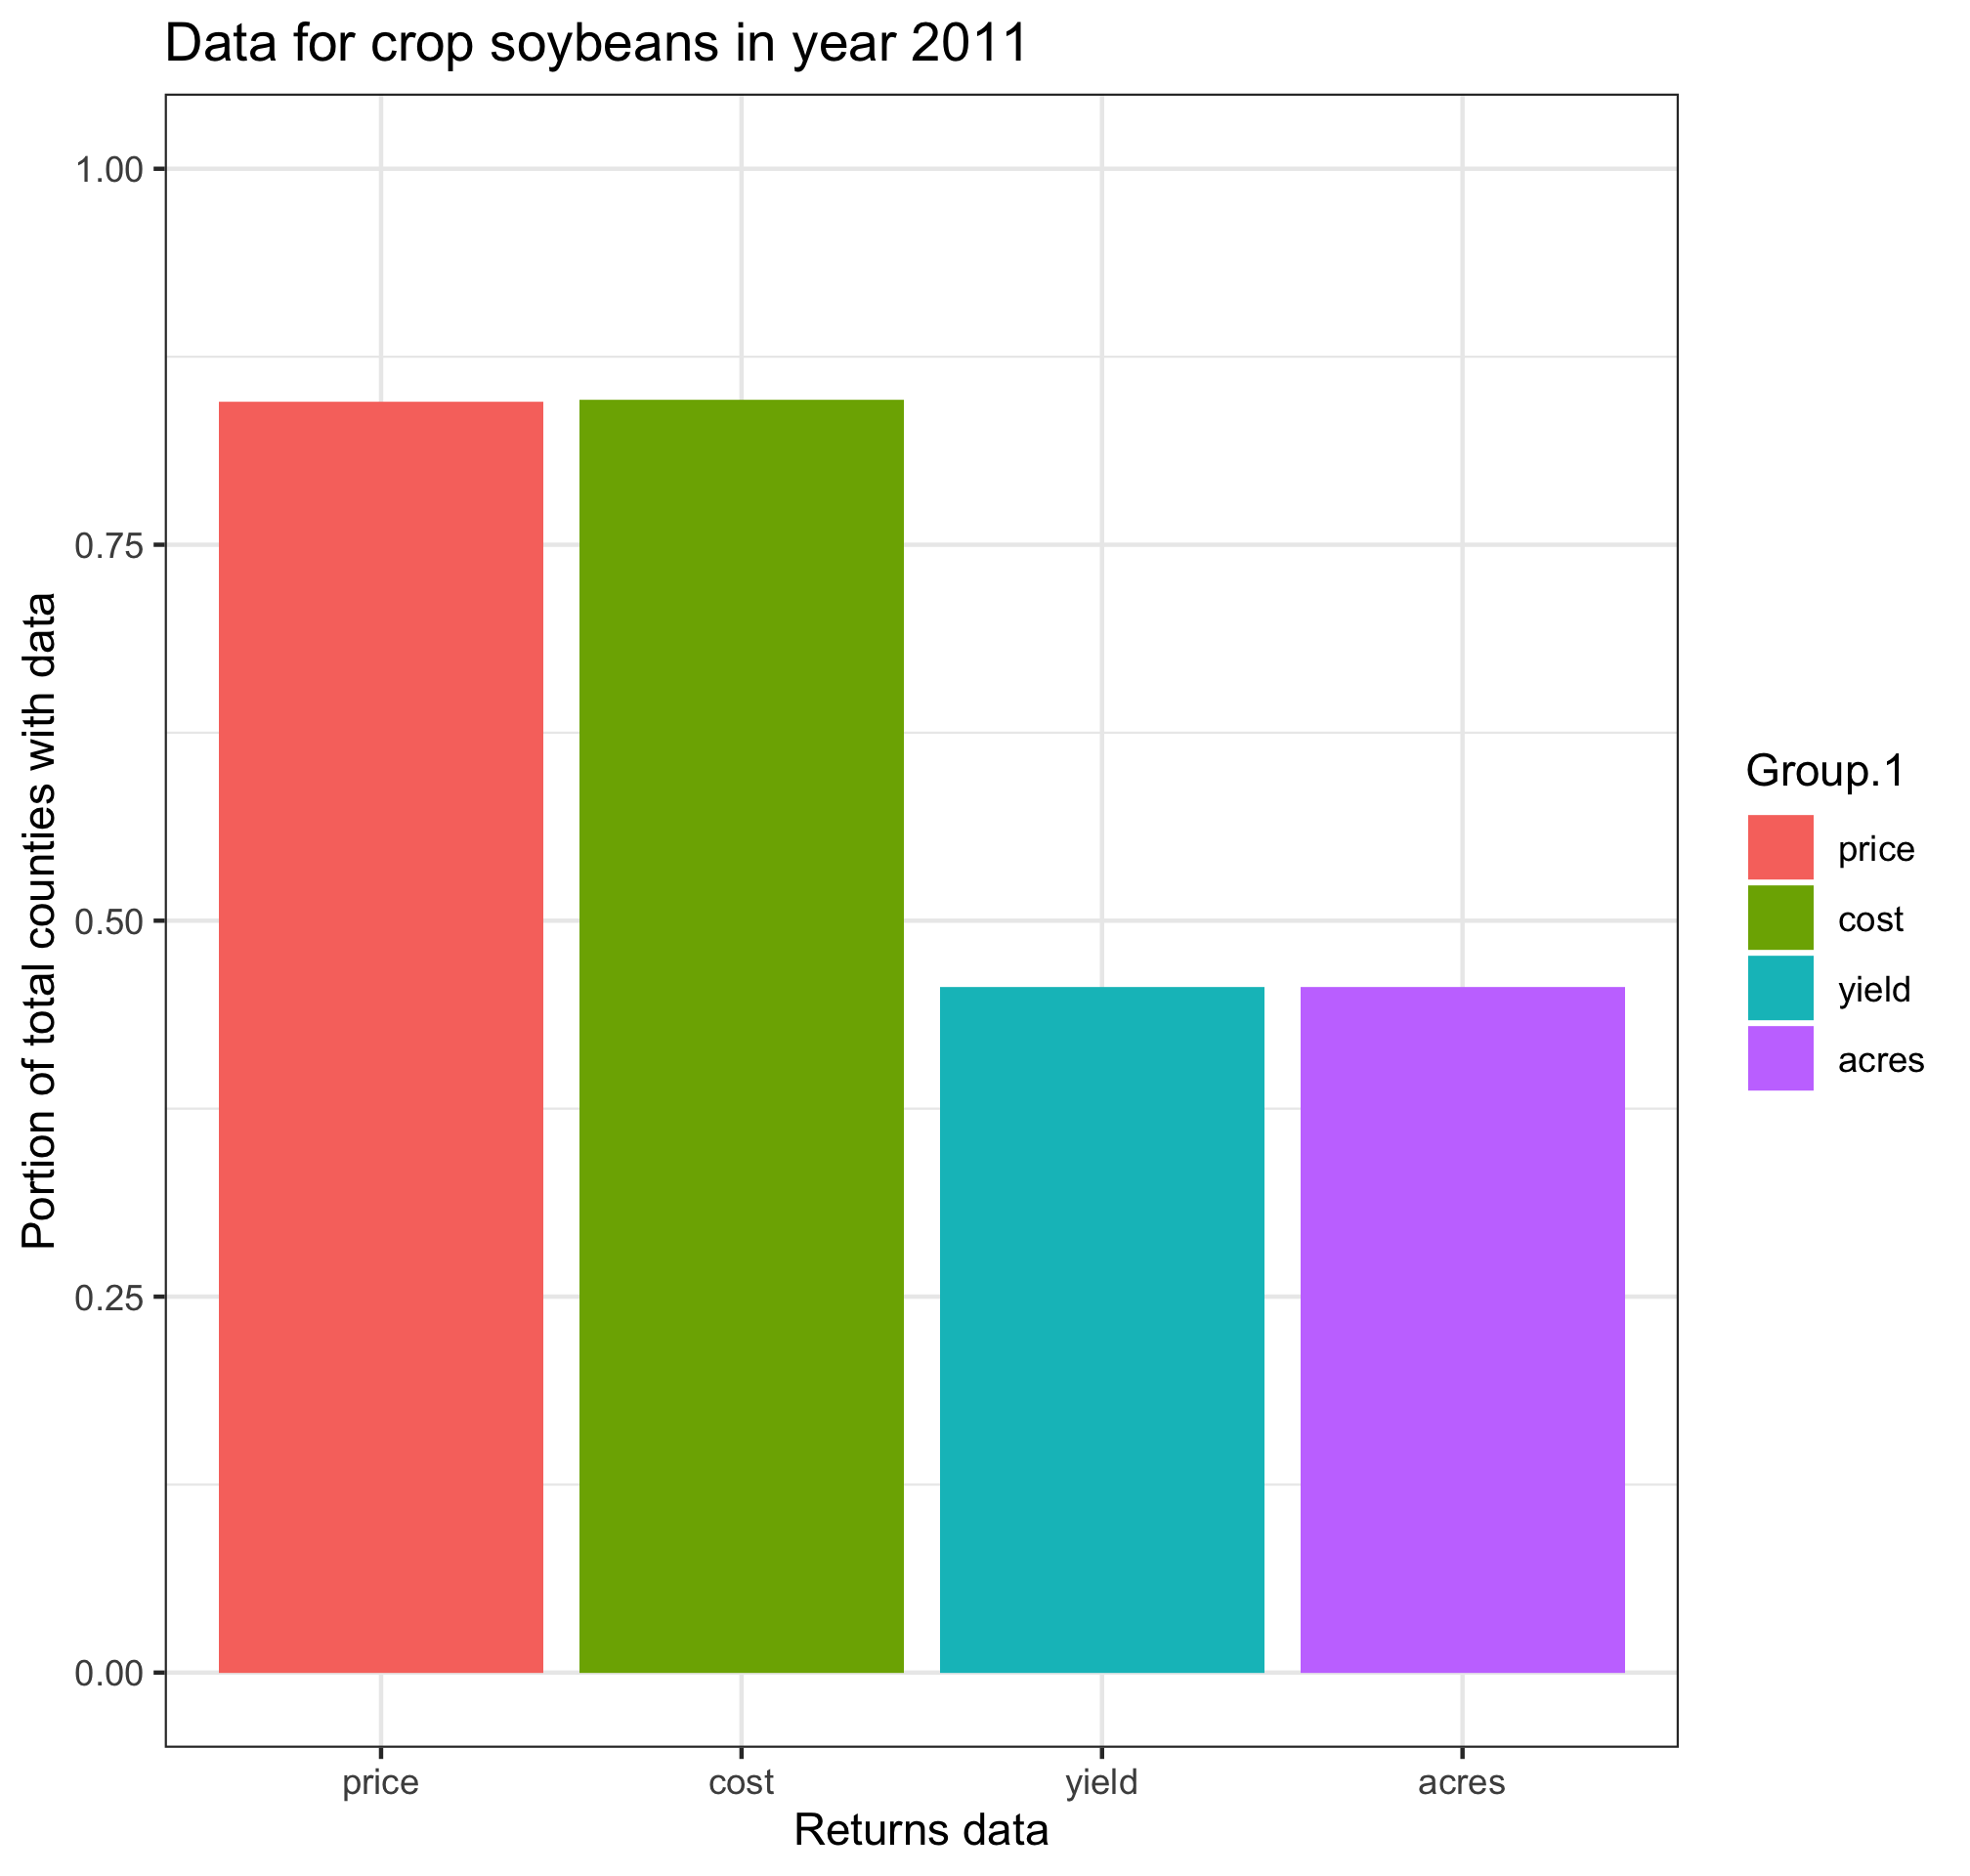 Data for crop soybeans in year 2011
Portion of total counties with data
1.00
0.75
0.50
0.25
0.00
price
cost
yield
acres
Returns data
Group.1
price
cost
yield
acres